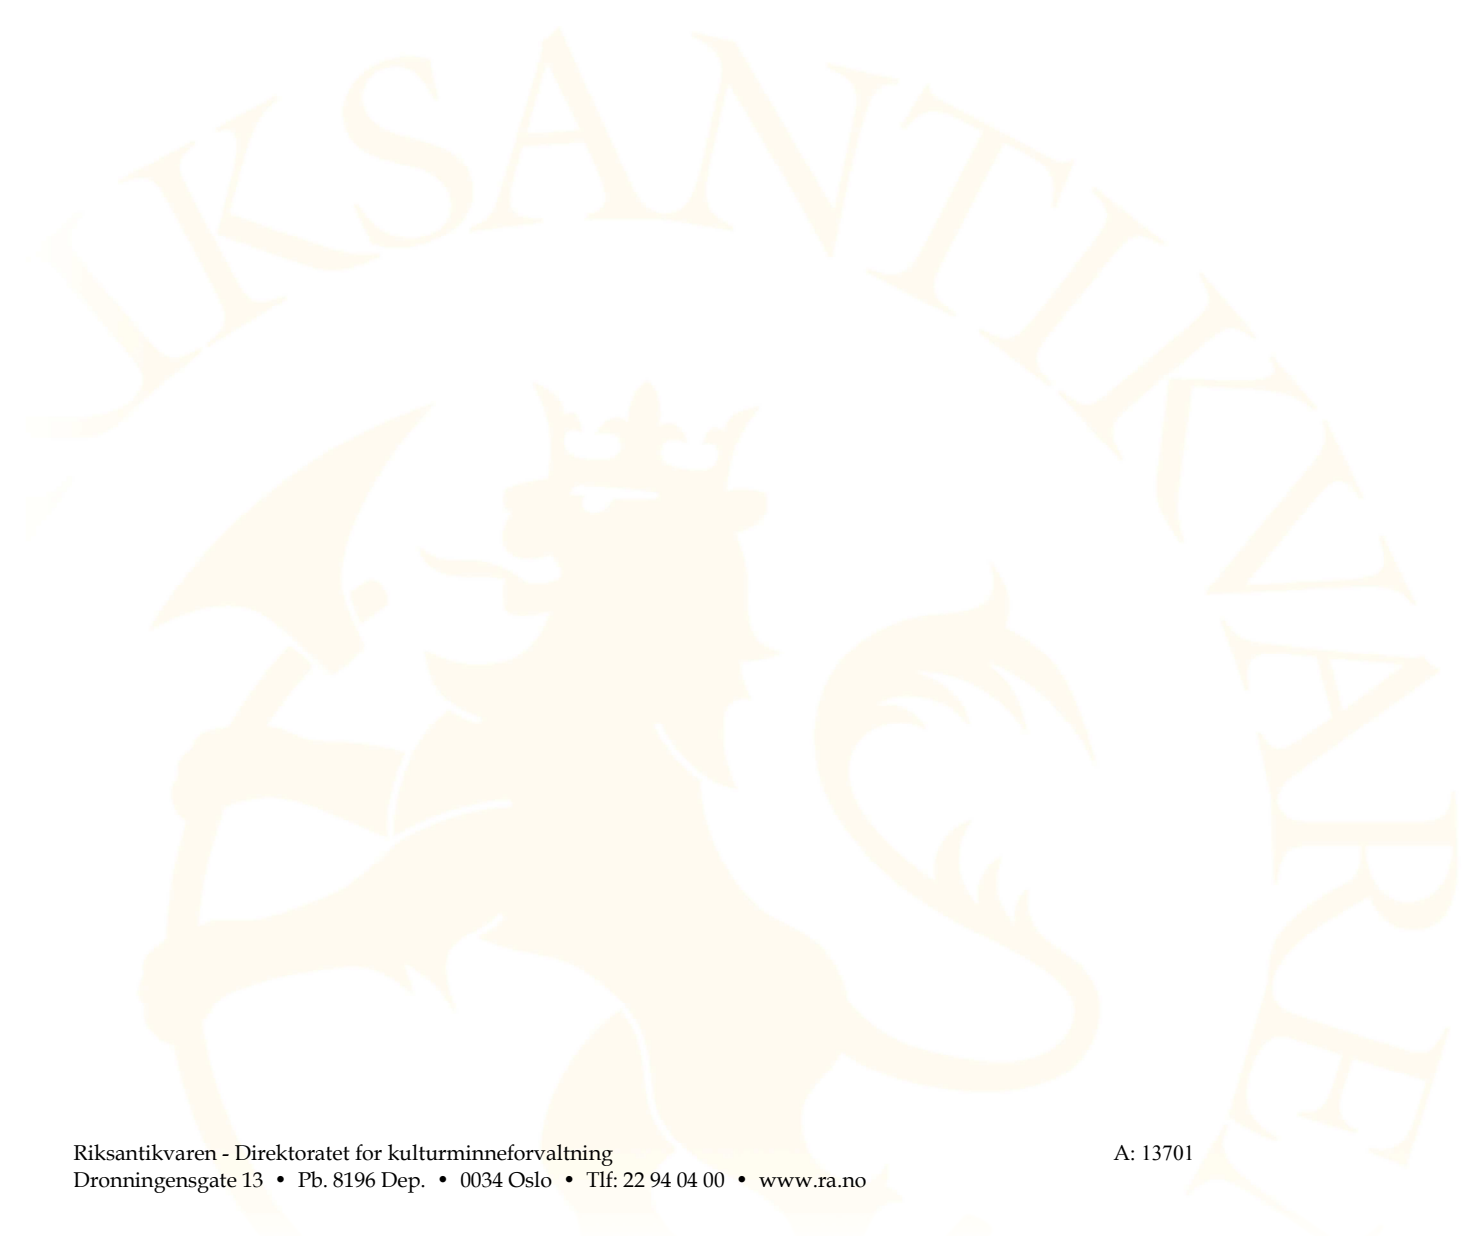 RIKSANTIKVAREN
Riksantikvaren - Direktoratet for kulturminneforvaltning A: 13701
Dronningensgate 13 • Pb. 8196 Dep. • 0034 Oslo • Tlf: 22 94 04 00 • www.ra.no